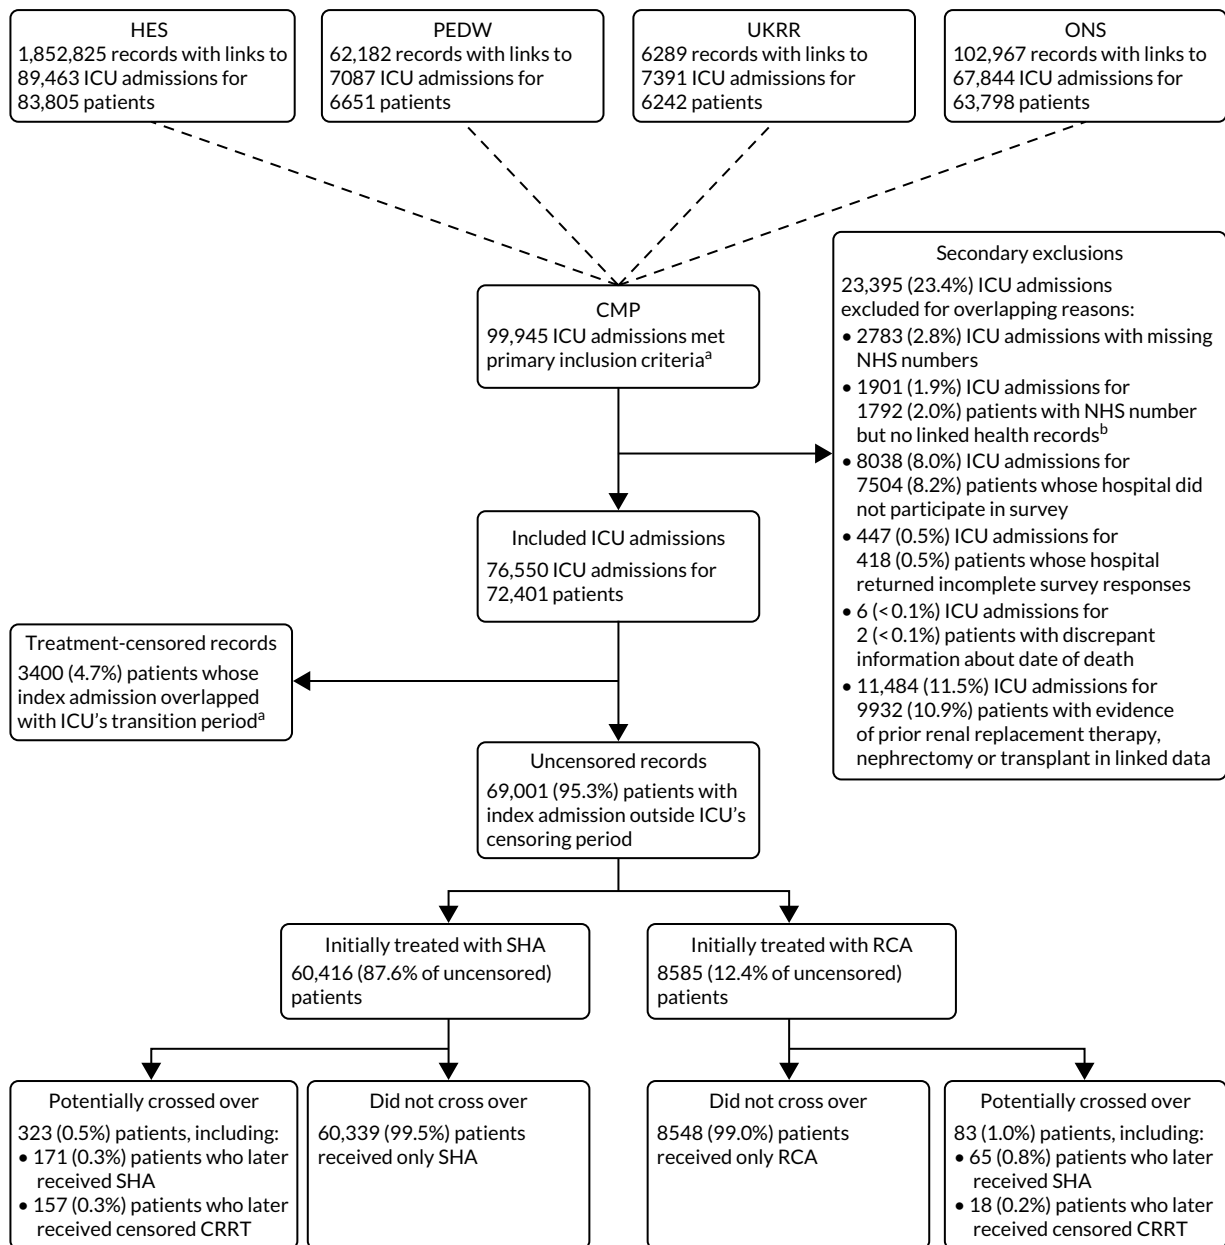 HES
1,852,825 records with links to
89,463 ICU admissions for
83,805 patients
PEDW
62,182 records with links to
7087 ICU admissions for
6651 patients
UKRR
6289 records with links to
7391 ICU admissions for
6242 patients
ONS
102,967 records with links to
67,844 ICU admissions for
63,798 patients
CMP
99,945 ICU admissions met
primary inclusion criteriaᵃ
Secondary exclusions
23,395 (23.4%) ICU admissions
excluded for overlapping reasons:
• 2783 (2.8%) ICU admissions with missing
NHS numbers
• 1901 (1.9%) ICU admissions for
1792 (2.0%) patients with NHS number
but no linked health recordsᵇ
• 8038 (8.0%) ICU admissions for
7504 (8.2%) patients whose hospital did
not participate in survey
• 447 (0.5%) ICU admissions for
418 (0.5%) patients whose hospital
returned incomplete survey responses
• 6 (<0.1%) ICU admissions for
2 (<0.1%) patients with discrepant
information about date of death
• 11,484 (11.5%) ICU admissions for
9932 (10.9%) patients with evidence
of prior renal replacement therapy,
nephrectomy or transplant in linked data
Included ICU admissions
76,550 ICU admissions for
72,401 patients
Treatment-censored records
3400 (4.7%) patients whose
index admission overlapped
with ICU's transition periodᵃ
Uncensored records
69,001 (95.3%) patients with
index admission outside ICU's
censoring period
Initially treated with SHA
60,416 (87.6% of uncensored)
patients
Initially treated with RCA
8585 (12.4% of uncensored)
patients
Potentially crossed over
323 (0.5%) patients, including:
• 171 (0.3%) patients who later
received SHA
• 157 (0.3%) patients who later
received censored CRRT
Did not cross over
60,339 (99.5%) patients
received only SHA
Did not cross over
8548 (99.0%) patients
received only RCA
Potentially crossed over
83 (1.0%) patients, including:
• 65 (0.8%) patients who later
received SHA
• 18 (0.2%) patients who later
received censored CRRT